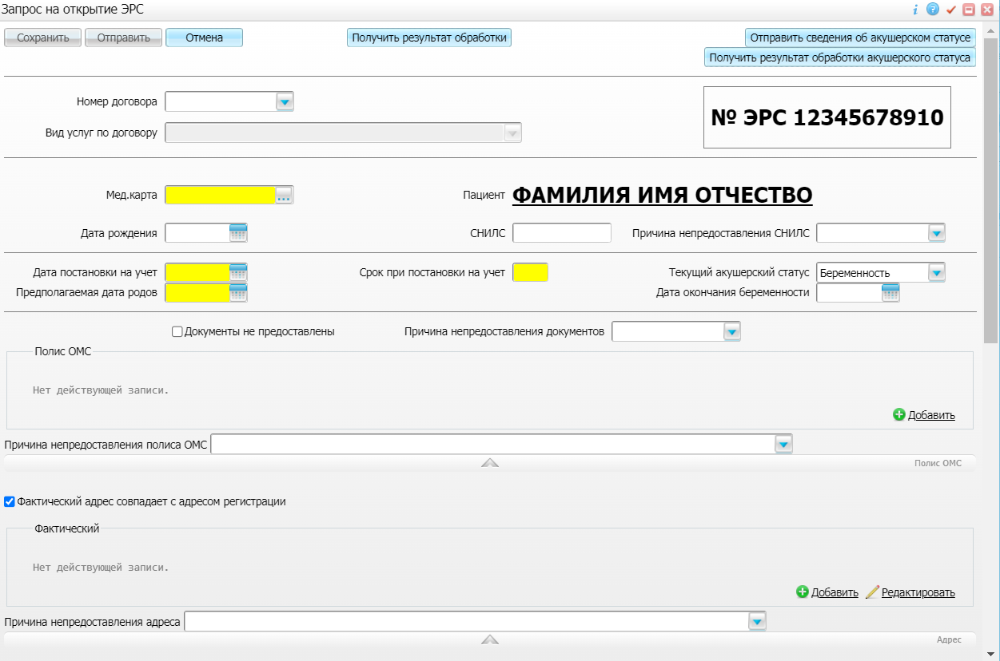 Запрос на открытие ЭРС
Сохранить Отправить Отмена Получить результат обработки Отправить сведения об акушерском статусе
Получить результат обработки акушерского статуса
Номер договора
№ ЭРС 12345678910
Вид услуг по договору
Мед.карта ... Пациент ФАМИЛИЯ ИМЯ ОТЧЕСТВО
Дата рождения СНИЛС Причина непредоставления СНИЛС
Дата постановки на учет Срок при постановки на учет Текущий акушерский статус Беременность
Предполагаемая дата родов Дата окончания беременности
Документы не предоставлены Причина непредоставления документов
Полис ОМС
Нет действующей записи.
Добавить
Причина непредоставления полиса ОМС
Полис ОМС
Фактический адрес совпадает с адресом регистрации
Фактический
Нет действующей записи.
Добавить Редактировать
Причина непредоставления адреса
Адрес